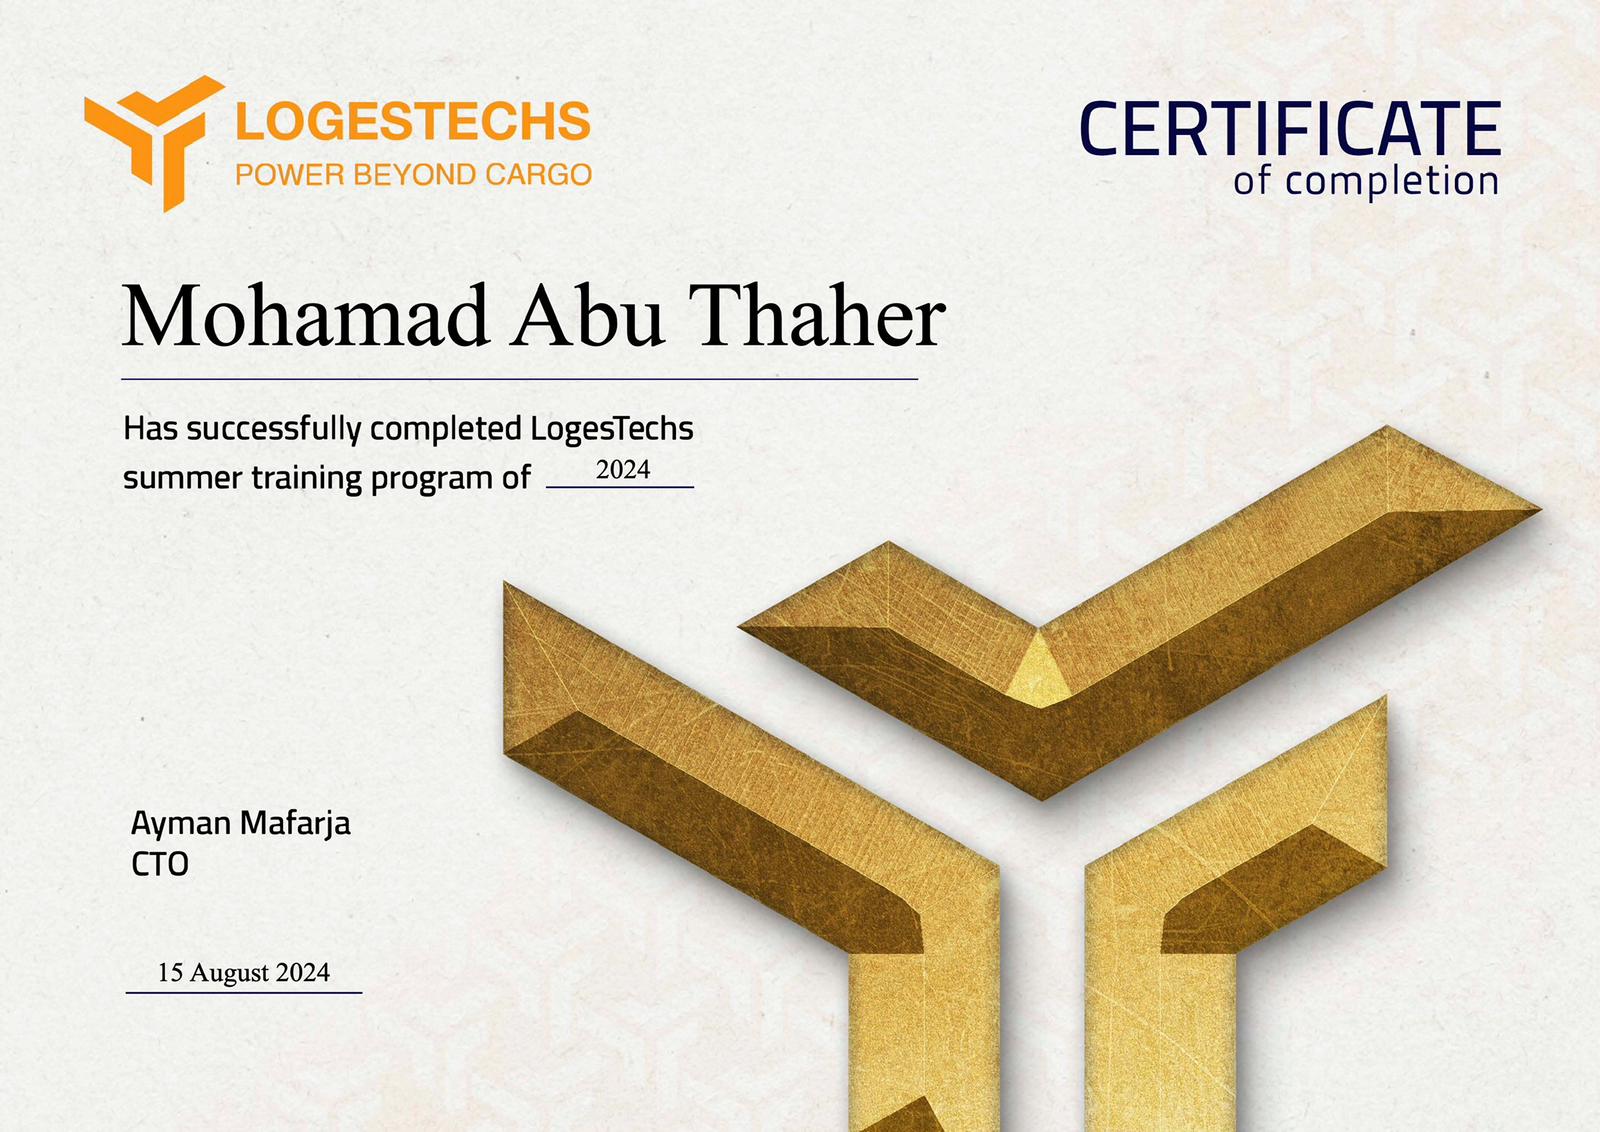 LOGESTECHS
POWER BEYOND CARGO
CERTIFICATE
of completion
Mohamad Abu Thaher
Has successfully completed LogesTechs
summer training program of 2024
Ayman Mafarja
CTO
15 August 2024